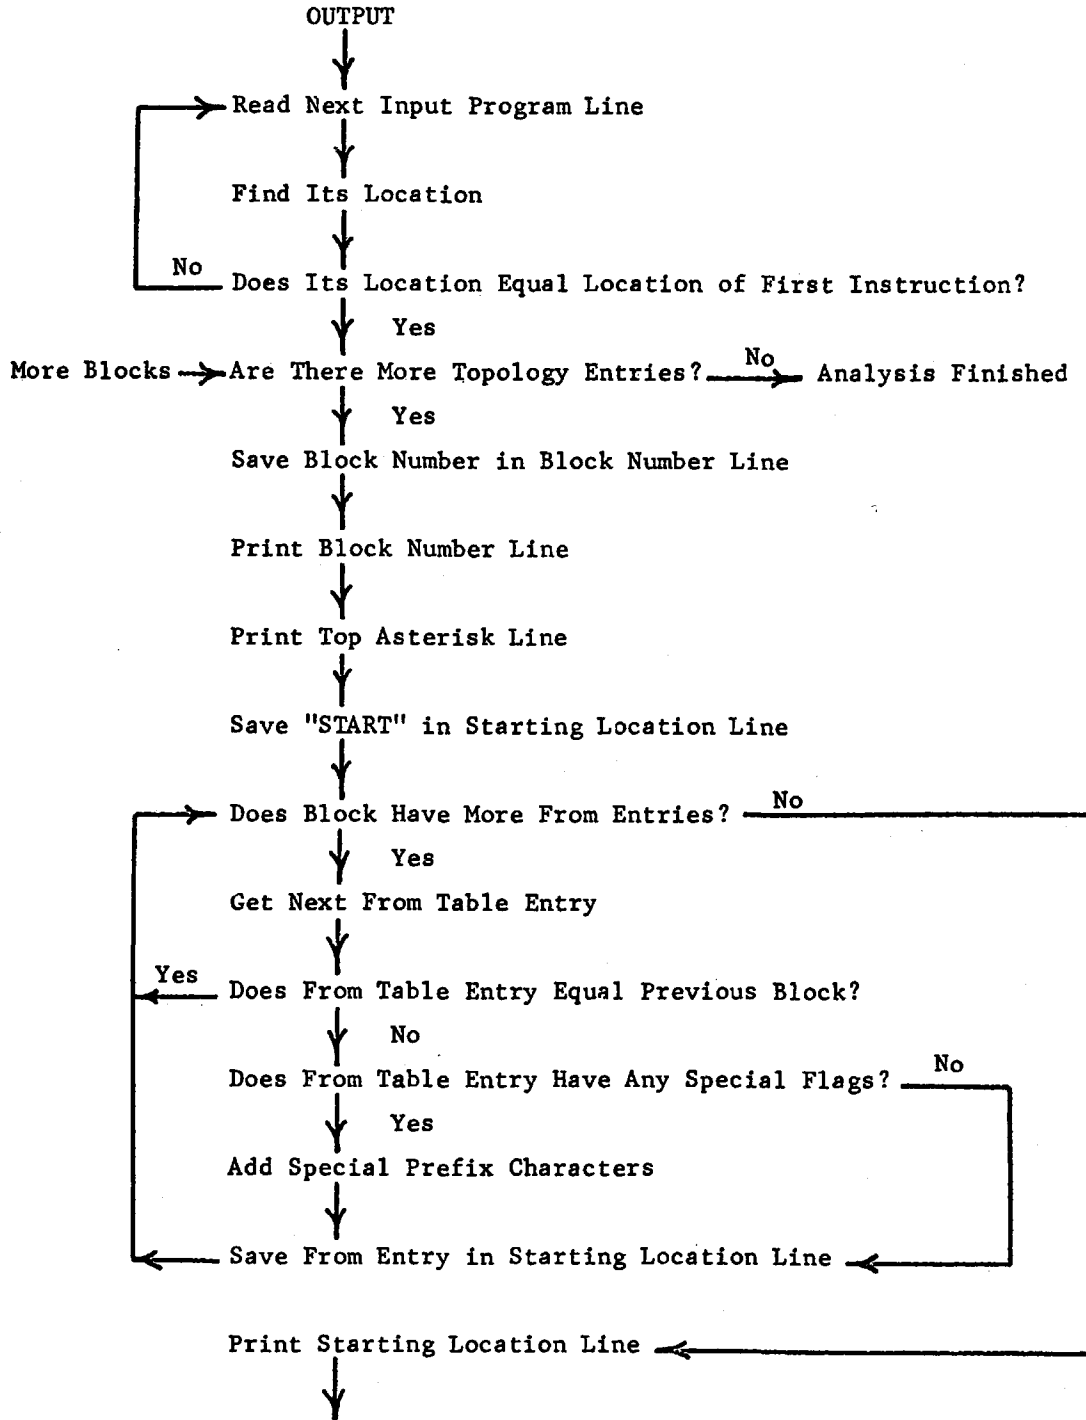 OUTPUT
Read Next Input Program Line
Find Its Location
No
Does Its Location Equal Location of First Instruction?
Yes
More Blocks Are There More Topology Entries? No Analysis Finished
Yes
Save Block Number in Block Number Line
Print Block Number Line
Print Top Asterisk Line
Save "START" in Starting Location Line
Does Block Have More From Entries? No
Yes
Get Next From Table Entry
Yes
Does From Table Entry Equal Previous Block?
No
Does From Table Entry Have Any Special Flags? No
Yes
Add Special Prefix Characters
Save From Entry in Starting Location Line
Print Starting Location Line